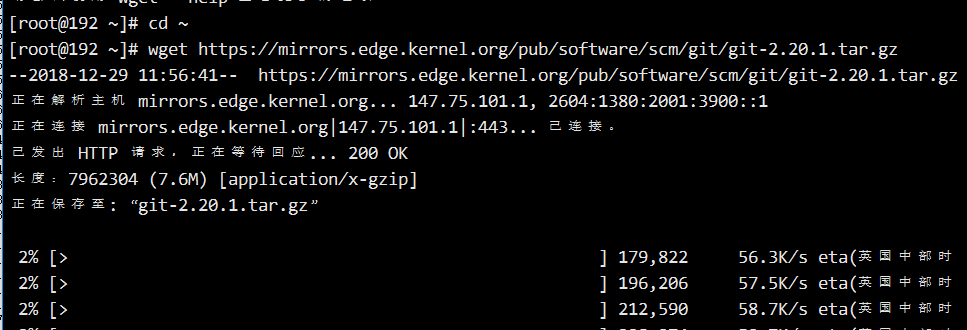 [root@192 ~]# cd ~
[root@192 ~]# wget https://mirrors.edge.kernel.org/pub/software/scm/git/git-2.20.1.tar.gz
--2018-12-29 11:56:41--  https://mirrors.edge.kernel.org/pub/software/scm/git/git-2.20.1.tar.gz
正在解析主机 mirrors.edge.kernel.org... 147.75.101.1, 2604:1380:2001:3900::1
正在连接 mirrors.edge.kernel.org|147.75.101.1|:443... 已连接。
已发出 HTTP 请求，正在等待回应... 200 OK
长度：7962304 (7.6M) [application/x-gzip]
正在保存至: “git-2.20.1.tar.gz”
2% [> ] 179,822 56.3K/s eta(英国中部时
2% [> ] 196,206 57.5K/s eta(英国中部时
2% [> ] 212,590 58.7K/s eta(英国中部时